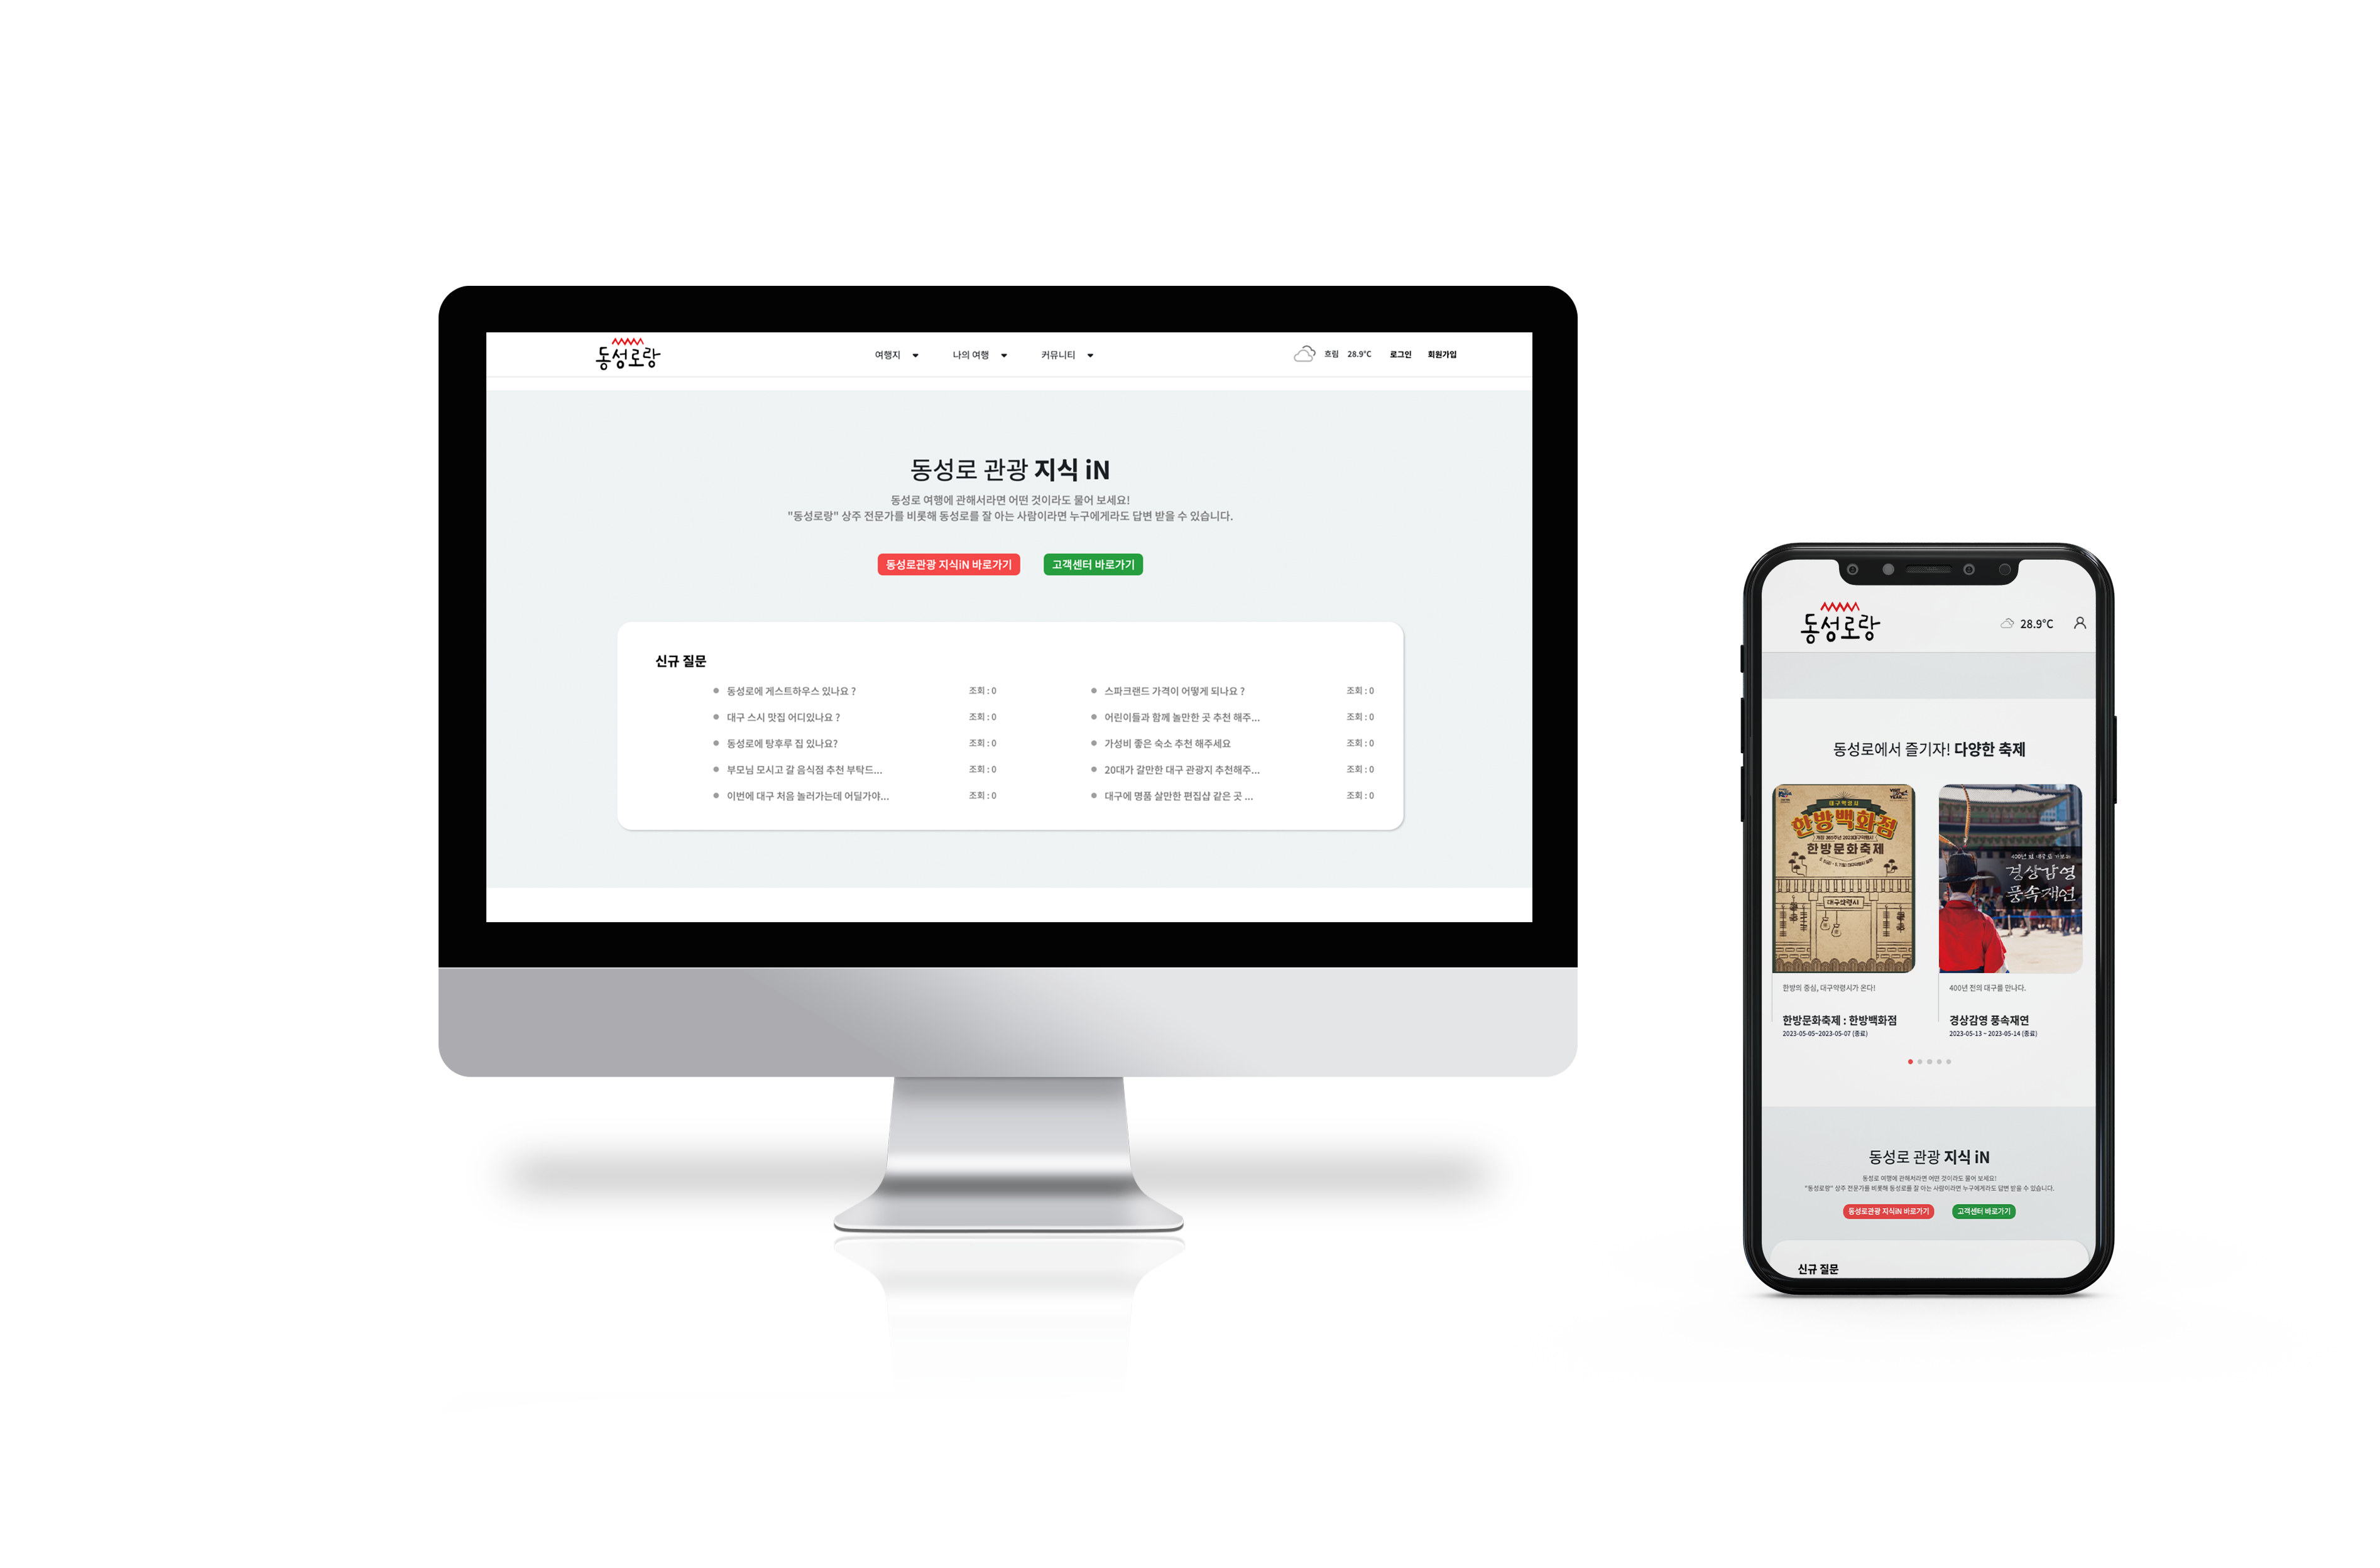 동성로랑
여행지 나의 여행 커뮤니티
흐림 28.9°C 로그인 회원가입
동성로 관광 지식 iN
동성로 여행에 관해서라면 어떤 것이라도 물어 보세요!
"동성로랑" 상주 전문가를 비롯해 동성로를 잘 아는 사람이라면 누구에게라도 답변 받을 수 있습니다.
동성로관광 지식iN 바로가기 고객센터 바로가기
신규 질문
동성로에 게스트하우스 있나요 ? 조회 : 0
대구 스시 맛집 어디있나요 ? 조회 : 0
동성로에 탕후루 집 있나요? 조회 : 0
부모님 모시고 갈 음식점 추천 부탁드... 조회 : 0
이번에 대구 처음 놀러가는데 어딜가야... 조회 : 0
스파크랜드 가격이 어떻게 되나요 ? 조회 : 0
어린이들과 함께 놀만한 곳 추천 해주... 조회 : 0
가성비 좋은 숙소 추천 해주세요 조회 : 0
20대가 갈만한 대구 관광지 추천해주... 조회 : 0
대구에 명품 살만한 편집샵 같은 곳 ... 조회 : 0
동성로랑
28.9°C
동성로에서 즐기자! 다양한 축제
대구약령시
한방백화점
한방문화축제
대구약령시
경상감영
풍속재연
한방의 중심, 대구약령시가 온다!
한방문화축제 : 한방백화점
2023-05-05~2023-05-07 (종료)
400년 전의 대구를 만나다.
경상감영 풍속재연
2023-05-13 ~ 2023-05-14 (종료)
동성로 관광 지식 iN
동성로 여행에 관해서라면 어떤 것이라도 물어 보세요!
"동성로랑" 상주 전문가를 비롯해 동성로를 잘 아는 사람이라면 누구에게라도 답변 받을 수 있습니다.
동성로관광 지식iN 바로가기 고객센터 바로가기
신규 질문